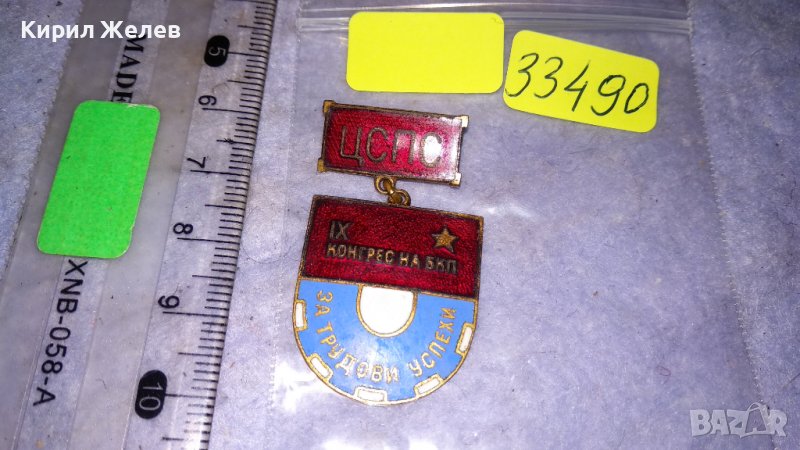 Кирил Желев
MADE
XNB-058-A
5
6
7
8
9
10
33490
ЦСПС
IX
КОНГРЕС НА БКП
ЗА ТРУДОВИ УСПЕХИ
BAZAR